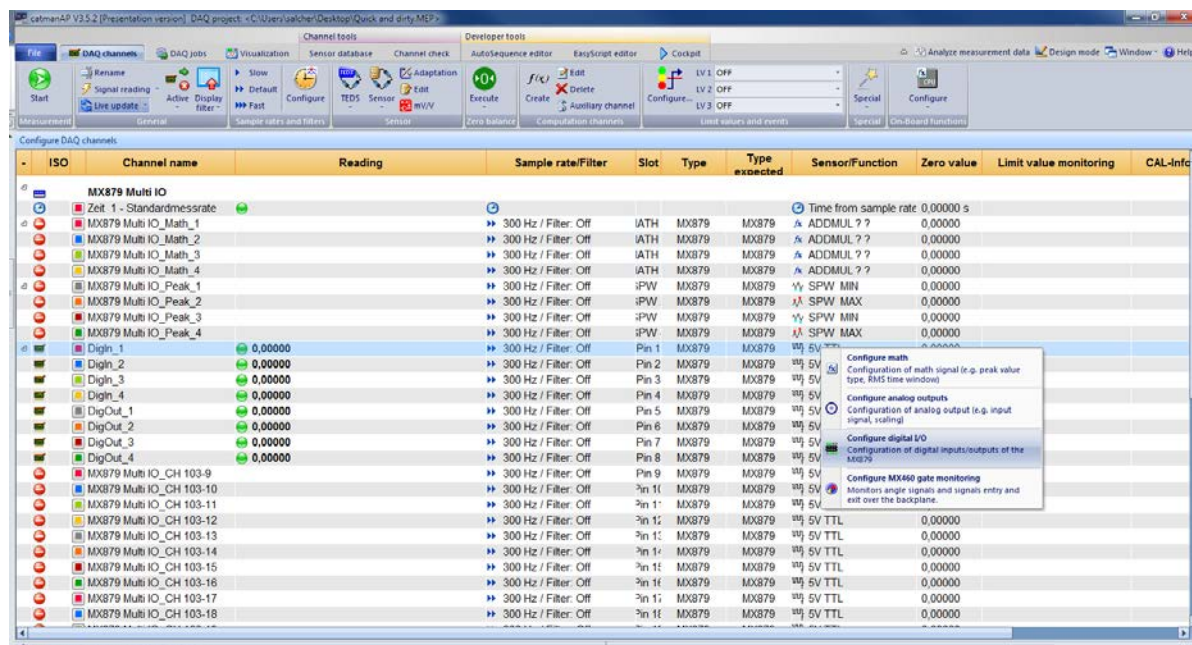 catmanAP V3.5.2 [Presentation version] DAQ project: <C:\Users\salcher\Desktop\Quick and dirty.MEP>
Channel tools Developer tools
File DAQ channels DAQ jobs Visualization Sensor database Channel check AutoSequence editor EasyScript editor Cockpit Analyze measurement data Design mode Window Help
Start Rename Signal reading Live update Active Display filter Slow Default Fast Configure TEDS Sensor Adaptation Edit mV/V Execute f(x) Create Edit Delete Auxiliary channel Configure... LV 1 OFF LV 2 OFF LV 3 OFF Special Configure
Measurement General Sample rates and filters Sensor Zero balance Computation channels Limit values and events Special On-Board functions
Configure DAQ channels
- ISO Channel name Reading Sample rate/Filter Slot Type Type expected Sensor/Function Zero value Limit value monitoring CAL-Info
MX879 Multi IO
Zeit 1 - Standardmessrate Time from sample rate 0,00000 s
MX879 Multi IO_Math_1 300 Hz / Filter: Off IATH MX879 MX879 ADDMUL ? ? 0,00000
MX879 Multi IO_Math_2 300 Hz / Filter: Off IATH MX879 MX879 ADDMUL ? ? 0,00000
MX879 Multi IO_Math_3 300 Hz / Filter: Off IATH MX879 MX879 ADDMUL ? ? 0,00000
MX879 Multi IO_Math_4 300 Hz / Filter: Off IATH MX879 MX879 ADDMUL ? ? 0,00000
MX879 Multi IO_Peak_1 300 Hz / Filter: Off MX879 MX879 SPW MIN 0,00000
MX879 Multi IO_Peak_2 300 Hz / Filter: Off MX879 MX879 SPW MAX 0,00000
MX879 Multi IO_Peak_3 300 Hz / Filter: Off MX879 MX879 SPW MIN 0,00000
MX879 Multi IO_Peak_4 300 Hz / Filter: Off MX879 MX879 SPW MAX 0,00000
DigIn_1 0,00000 300 Hz / Filter: Off Pin 1 MX879 MX879 5V TTL 0,00000
DigIn_2 0,00000 300 Hz / Filter: Off Pin 2 MX879 MX879 5V
DigIn_3 0,00000 300 Hz / Filter: Off Pin 3 MX879 MX879 5V
DigIn_4 0,00000 300 Hz / Filter: Off Pin 4 MX879 MX879 5V
DigOut_1 0,00000 300 Hz / Filter: Off Pin 5 MX879 MX879 5V
DigOut_2 0,00000 300 Hz / Filter: Off Pin 6 MX879 MX879 5V
DigOut_3 0,00000 300 Hz / Filter: Off Pin 7 MX879 MX879 5V
DigOut_4 0,00000 300 Hz / Filter: Off Pin 8 MX879 MX879 5V
MX879 Multi IO_CH 103-9 300 Hz / Filter: Off Pin 9 MX879 MX879 5V
MX879 Multi IO_CH 103-10 300 Hz / Filter: Off MX879 MX879 5V
MX879 Multi IO_CH 103-11 300 Hz / Filter: Off MX879 MX879 5V
MX879 Multi IO_CH 103-12 300 Hz / Filter: Off MX879 MX879 5V TTL 0,00000
MX879 Multi IO_CH 103-13 300 Hz / Filter: Off MX879 MX879 5V TTL 0,00000
MX879 Multi IO_CH 103-14 300 Hz / Filter: Off MX879 MX879 5V TTL 0,00000
MX879 Multi IO_CH 103-15 300 Hz / Filter: Off MX879 MX879 5V TTL 0,00000
MX879 Multi IO_CH 103-16 300 Hz / Filter: Off MX879 MX879 5V TTL 0,00000
MX879 Multi IO_CH 103-17 300 Hz / Filter: Off MX879 MX879 5V TTL 0,00000
MX879 Multi IO_CH 103-18 300 Hz / Filter: Off MX879 MX879 5V TTL 0,00000
Configure math
Configuration of math signal (e.g. peak value
type, RMS time window)
Configure analog outputs
Configuration of analog output (e.g. input
signal, scaling)
Configure digital I/O
Configuration of digital inputs/outputs of the
MX879
Configure MX460 gate monitoring
Monitors angle signals and signals entry and
exit over the backplane.